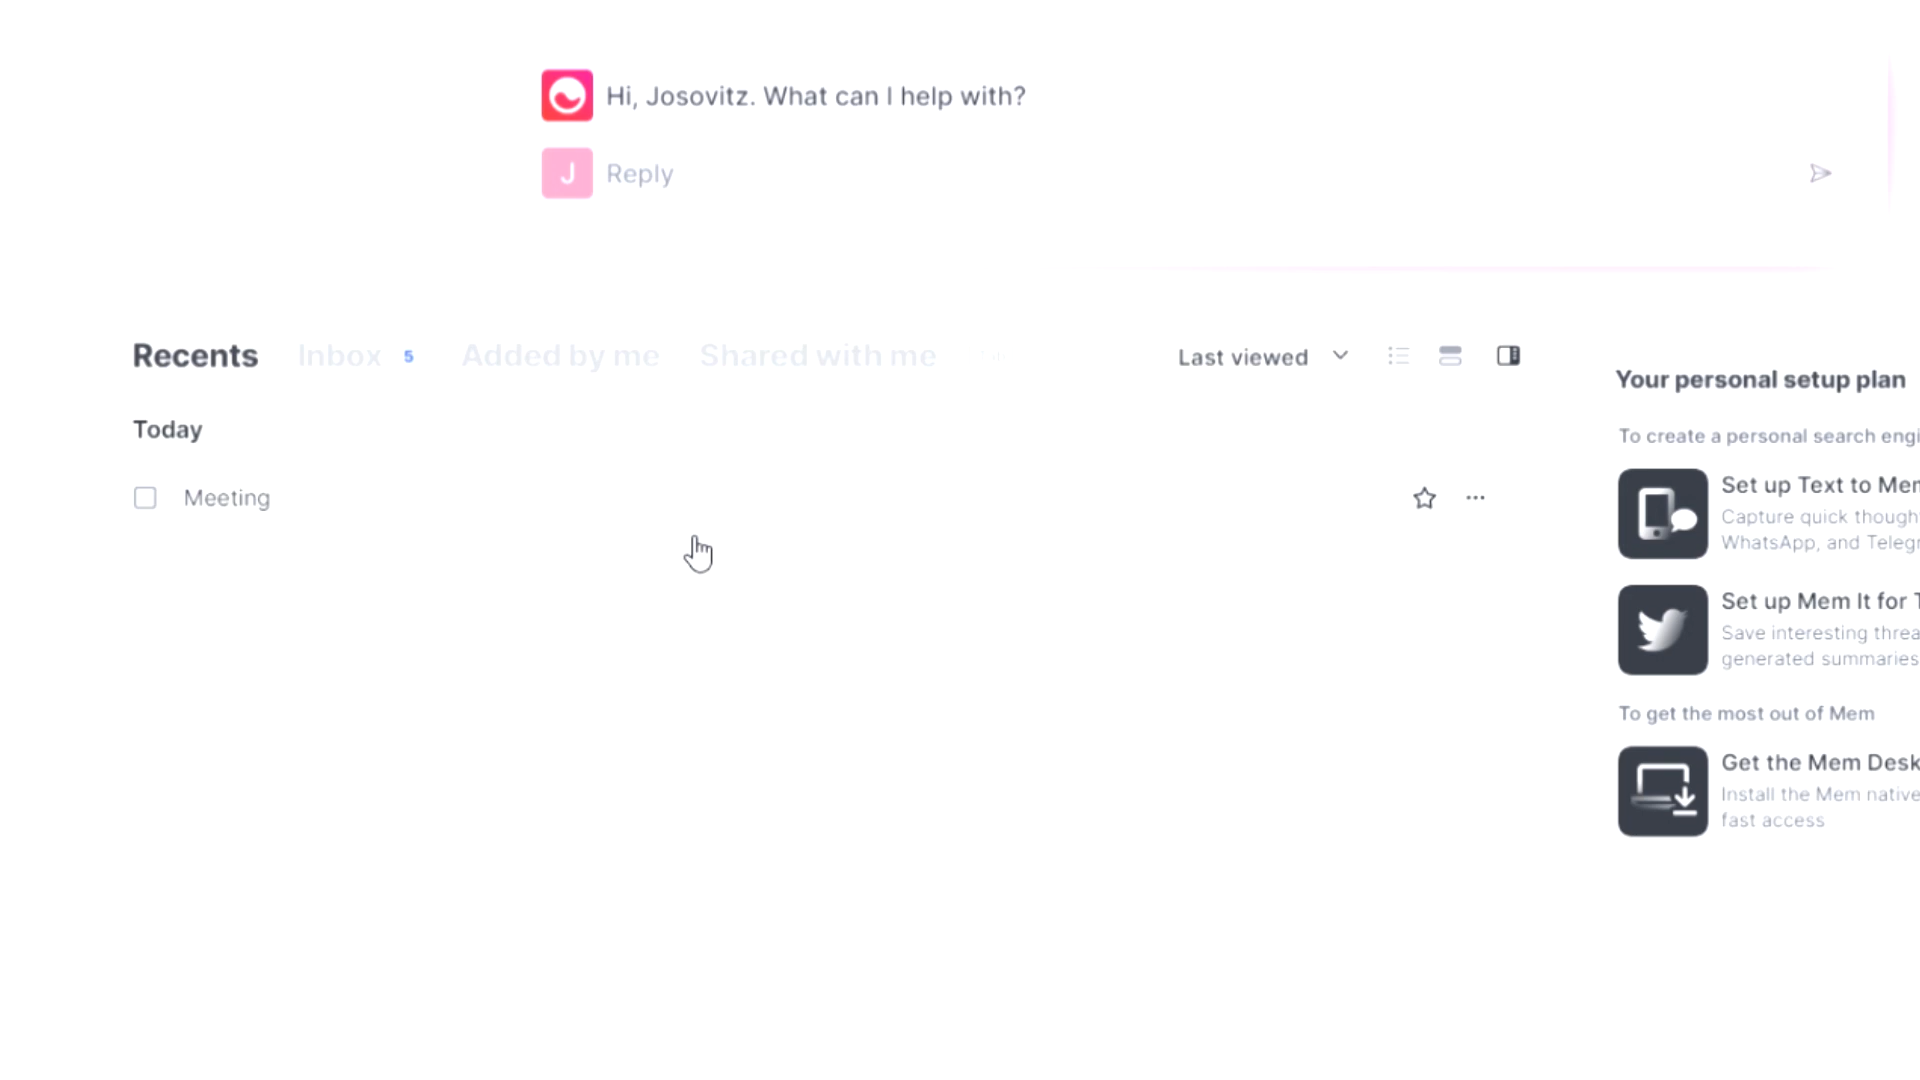 Hi, Josovitz. What can I help with?
J Reply
Recents Inbox 5 Added by me Shared with me
Last viewed
Today
Meeting
Your personal setup plan
To create a personal search engi
Set up Text to Mem
Capture quick though
WhatsApp, and Telegr
Set up Mem It for T
Save interesting threa
generated summaries
To get the most out of Mem
Get the Mem Desk
Install the Mem native
fast access